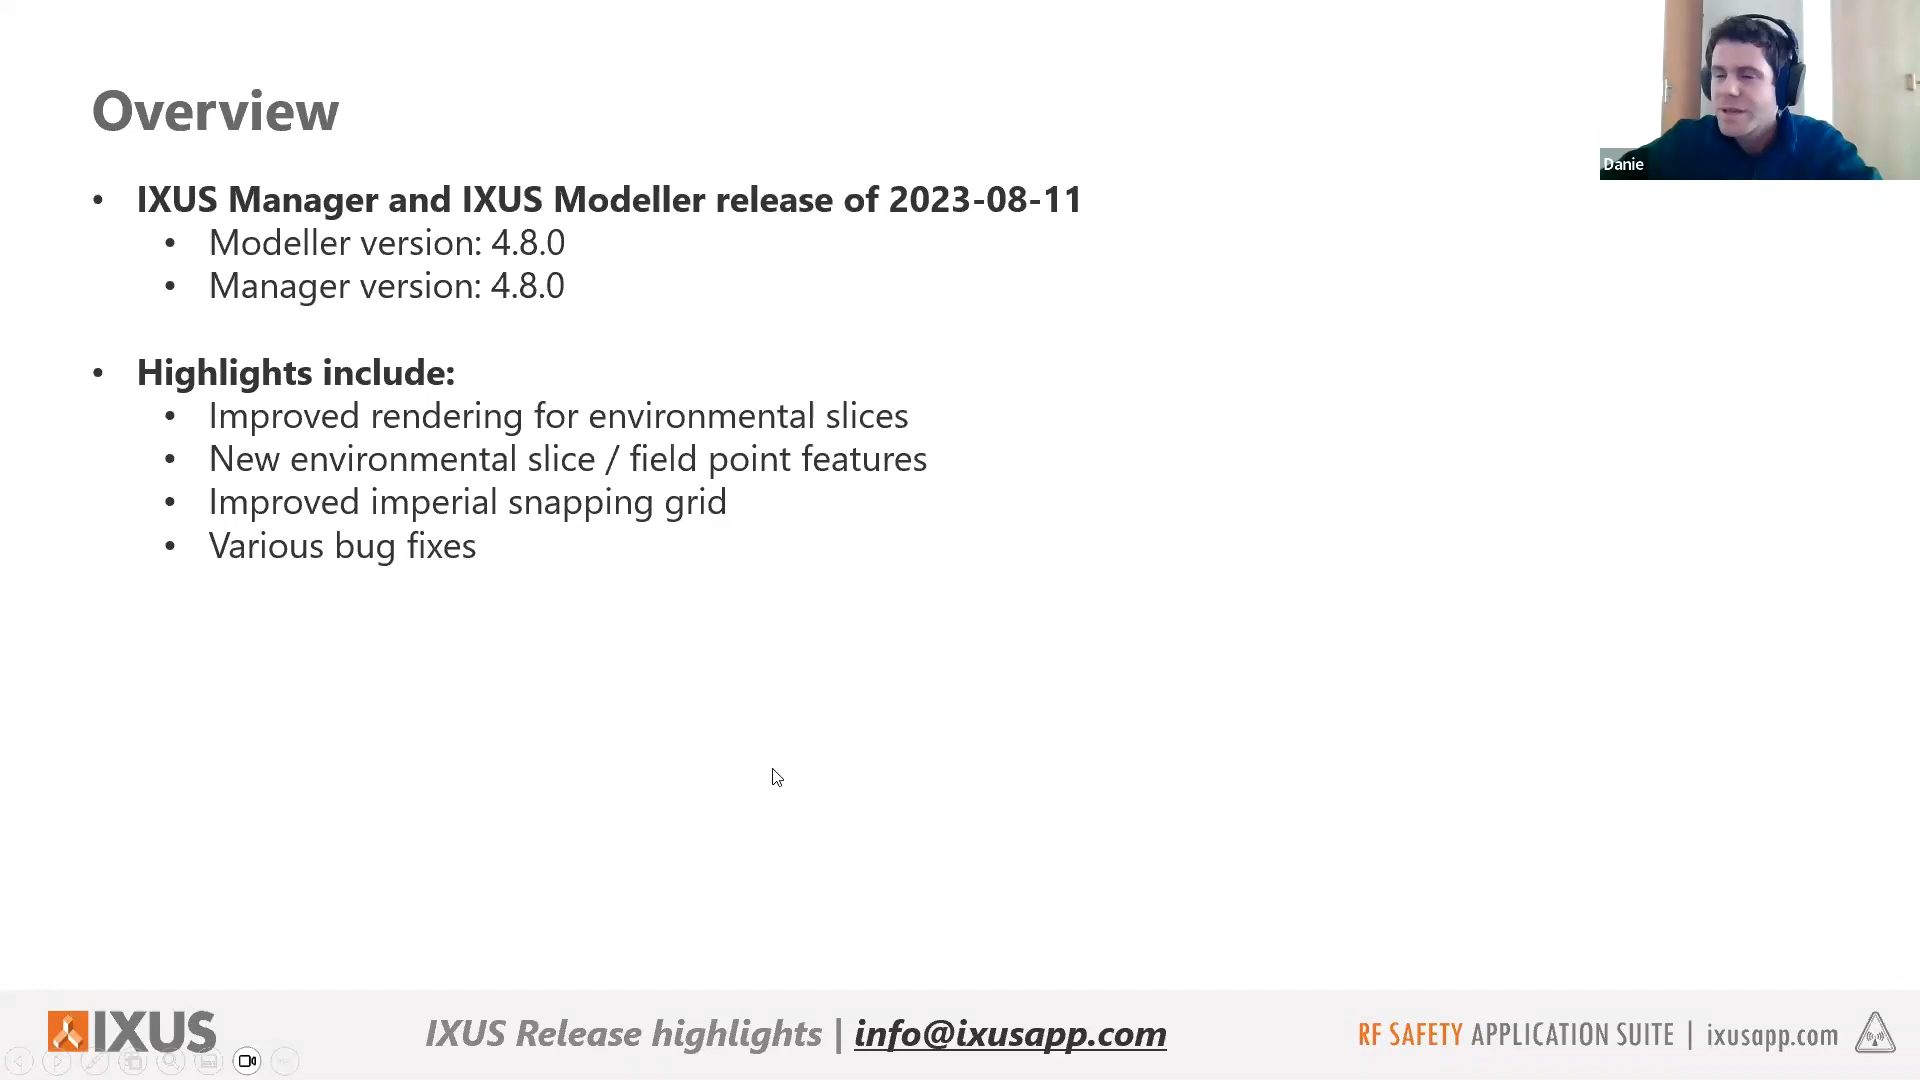 Overview
• IXUS Manager and IXUS Modeller release of 2023-08-11
• Modeller version: 4.8.0
• Manager version: 4.8.0
• Highlights include:
• Improved rendering for environmental slices
• New environmental slice / field point features
• Improved imperial snapping grid
• Various bug fixes
Danie
IXUS
IXUS Release highlights | info@ixusapp.com
RF SAFETY APPLICATION SUITE | ixusapp.com